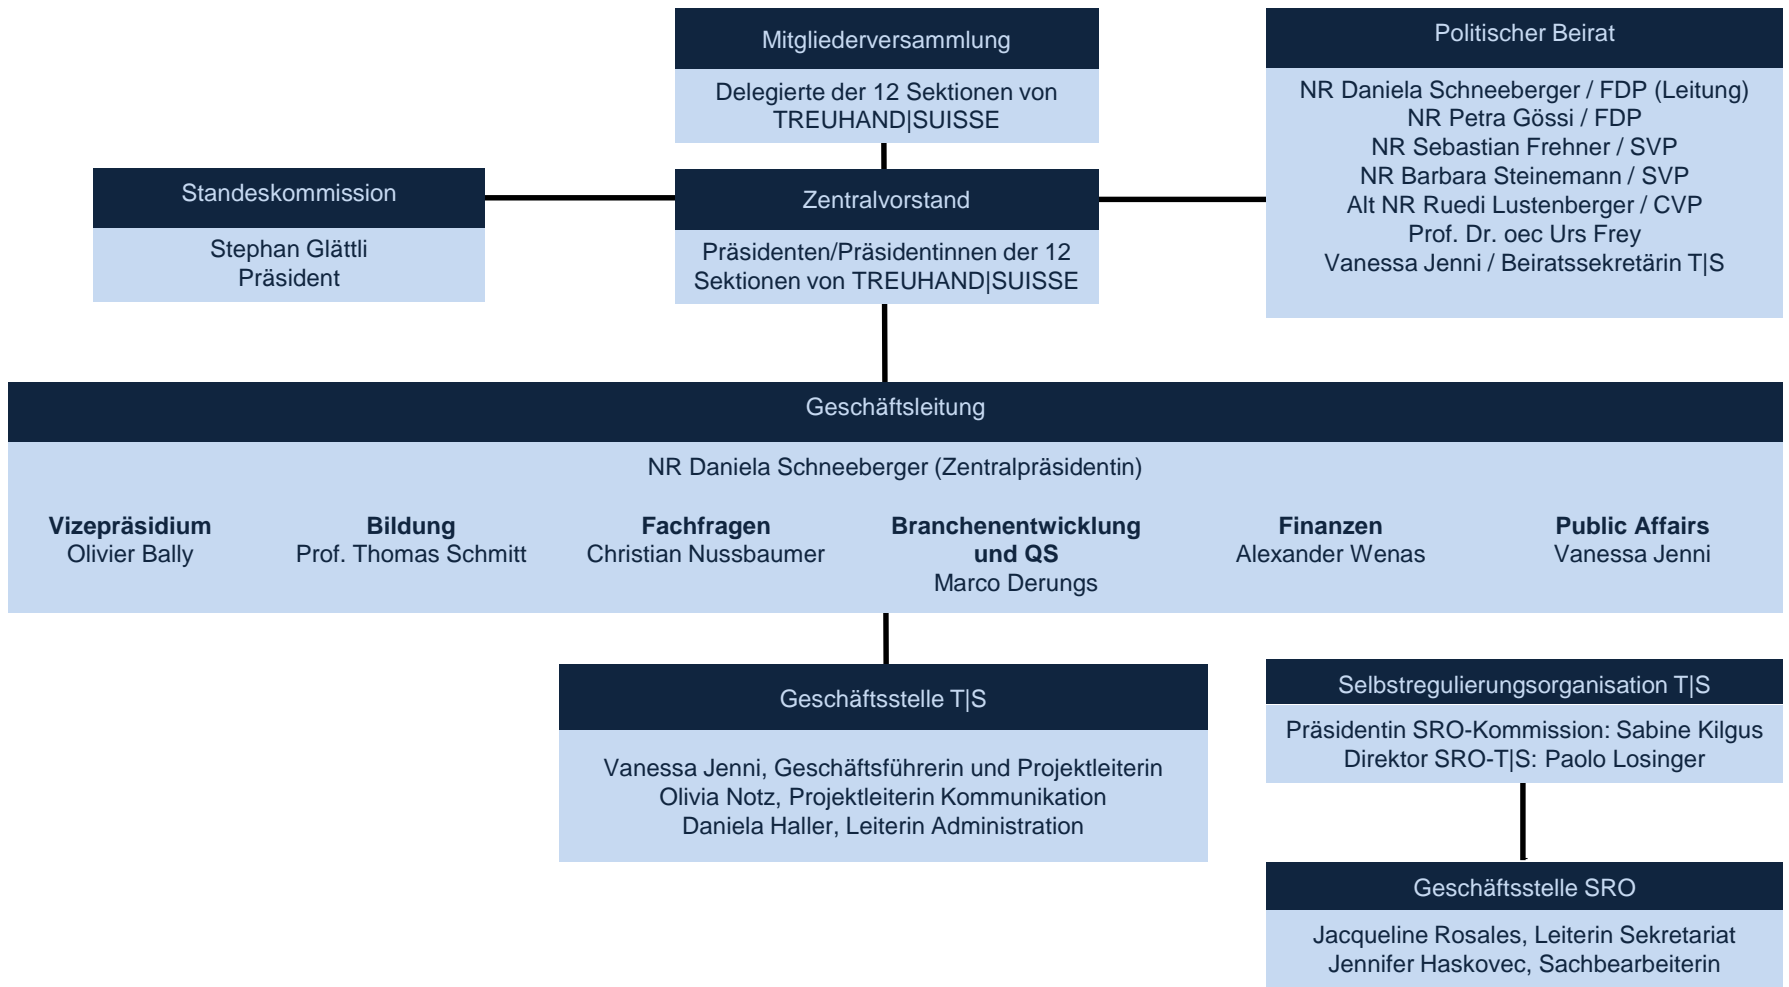 Mitgliederversammlung
Delegierte der 12 Sektionen von
TREUHAND|SUISSE
Politischer Beirat
NR Daniela Schneeberger / FDP (Leitung)
NR Petra Gössi / FDP
NR Sebastian Frehner / SVP
NR Barbara Steinemann / SVP
Alt NR Ruedi Lustenberger / CVP
Prof. Dr. oec Urs Frey
Vanessa Jenni / Beiratssekretärin T|S
Standeskommission
Stephan Glättli
Präsident
Zentralvorstand
Präsidenten/Präsidentinnen der 12
Sektionen von TREUHAND|SUISSE
Geschäftsleitung
NR Daniela Schneeberger (Zentralpräsidentin)
Vizepräsidium
Olivier Bally
Bildung
Prof. Thomas Schmitt
Fachfragen
Christian Nussbaumer
Branchenentwicklung
und QS
Marco Derungs
Finanzen
Alexander Wenas
Public Affairs
Vanessa Jenni
Geschäftsstelle T|S
Vanessa Jenni, Geschäftsführerin und Projektleiterin
Olivia Notz, Projektleiterin Kommunikation
Daniela Haller, Leiterin Administration
Selbstregulierungsorganisation T|S
Präsidentin SRO-Kommission: Sabine Kilgus
Direktor SRO-T|S: Paolo Losinger
Geschäftsstelle SRO
Jacqueline Rosales, Leiterin Sekretariat
Jennifer Haskovec, Sachbearbeiterin